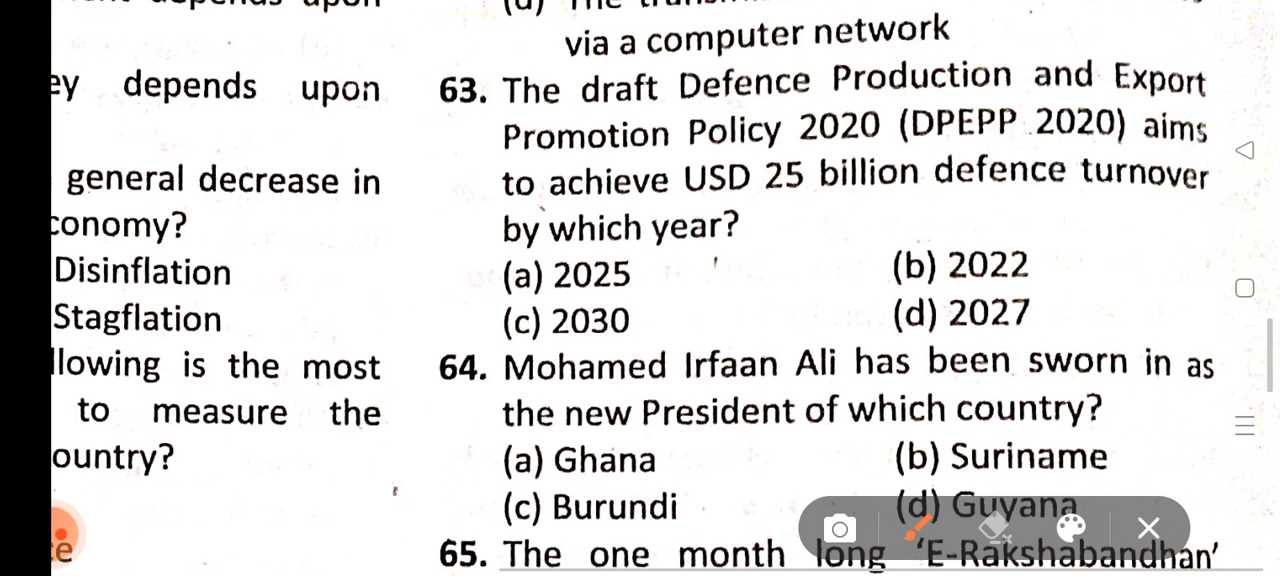 ey depends upon
general decrease in
conomy?
Disinflation
Stagflation
llowing is the most
to measure the
ountry?
via a computer network
63. The draft Defence Production and Export
Promotion Policy 2020 (DPEPP 2020) aims
to achieve USD 25 billion defence turnover
by which year?
(a) 2025 (b) 2022
(c) 2030 (d) 2027
64. Mohamed Irfaan Ali has been sworn in as
the new President of which country?
(a) Ghana (b) Suriname
(c) Burundi (d) Guyana
65. The one month long 'E-Rakshabandhan'